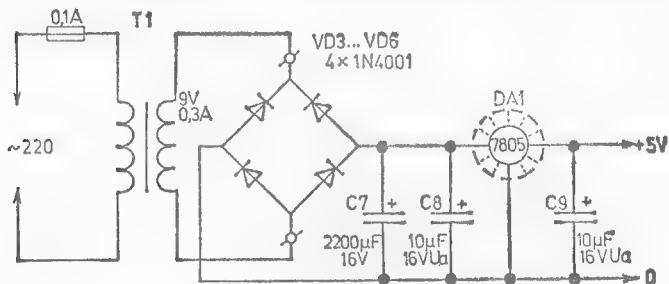 0,1A
T1
VD3...VD6
4×1N4001
9V
0,3A
~220
DA1
7805
+5V
C7 +
2200μF
16V
C8 +
10μF
16VUa
C9 +
10μF
16VUa
0